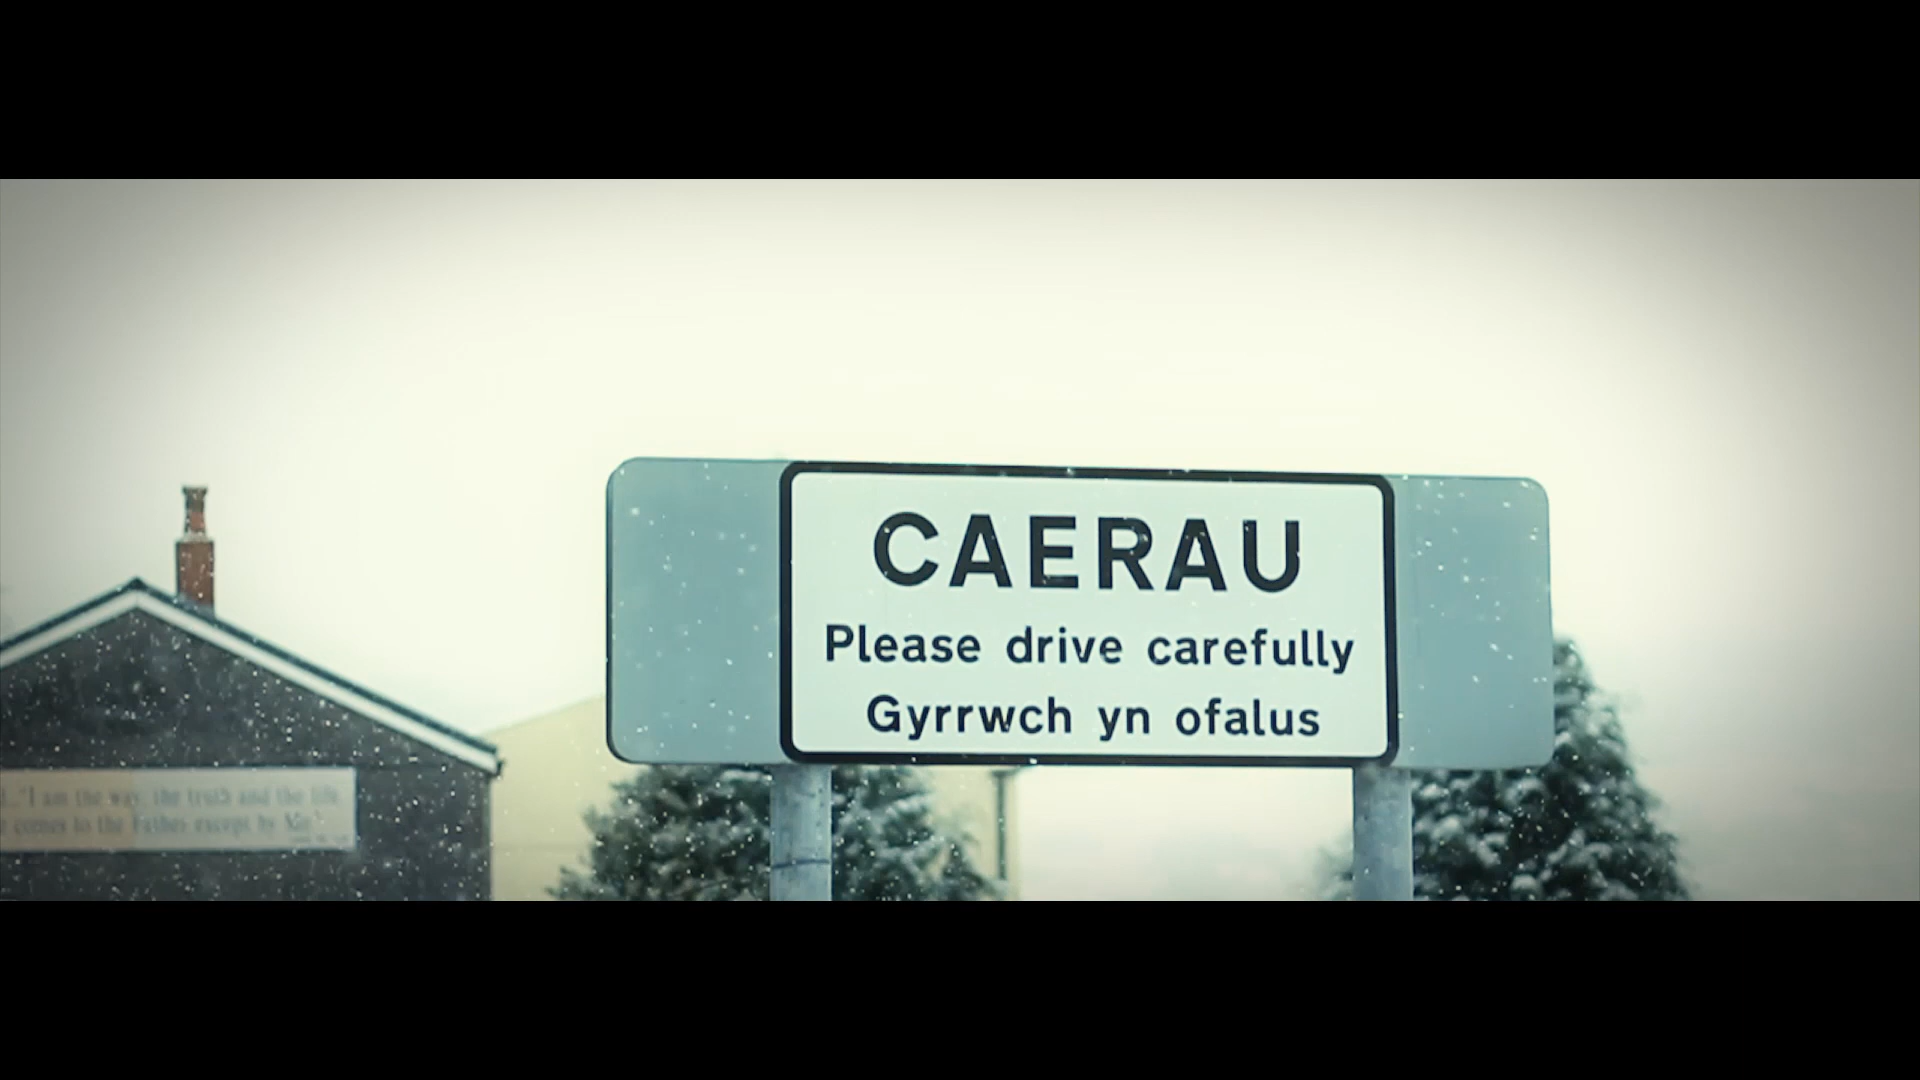 CAERAU
Please drive carefully
Gyrrwch yn ofalus
"I am the way, the truth and the life
comes to the Father except by Me"